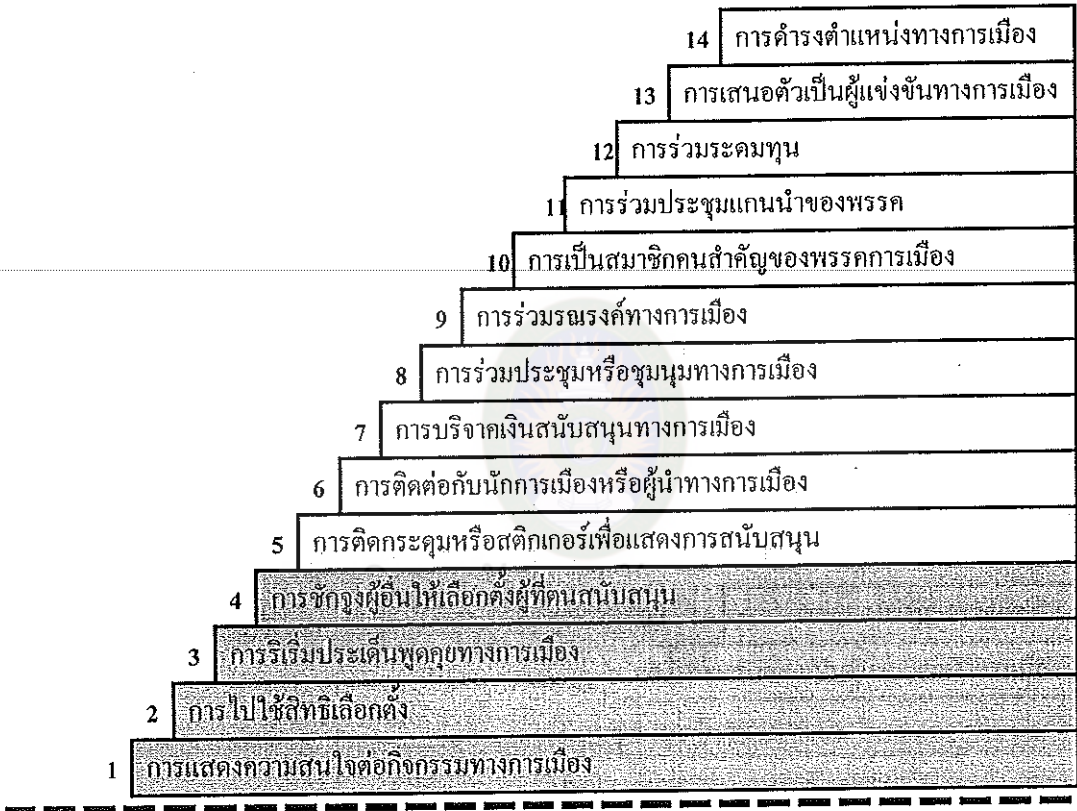 14 การดำรงตำแหน่งทางการเมือง
13 การเสนอตัวเป็นผู้แข่งขันทางการเมือง
12 การร่วมระดมทุน
11 การร่วมประชุมแกนนำของพรรค
10 การเป็นสมาชิกคนสำคัญของพรรคการเมือง
9 การร่วมรณรงค์ทางการเมือง
8 การร่วมประชุมหรือชุมนุมทางการเมือง
7 การบริจาคเงินสนับสนุนทางการเมือง
6 การติดต่อกับนักการเมืองหรือผู้นำทางการเมือง
5 การติดกระดุมหรือสติกเกอร์เพื่อแสดงการสนับสนุน
4 การชักจูงผู้อื่นให้เลือกตั้งผู้ที่ตนสนับสนุน
3 การริเริ่มประเด็นพูดคุยทางการเมือง
2 การไปใช้สิทธิเลือกตั้ง
1 การแสดงความสนใจต่อกิจกรรมทางการเมือง